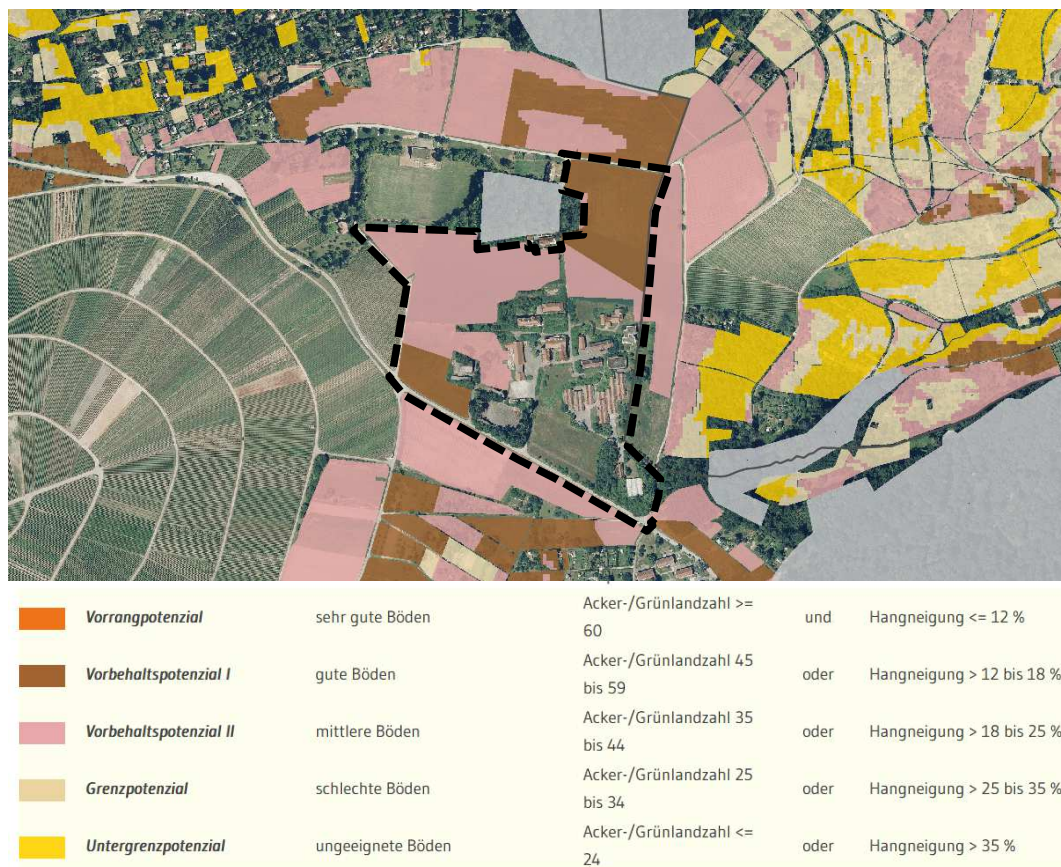 Vorrangpotenzial sehr gute Böden Acker-/Grünlandzahl >= 60 und Hangneigung <= 12 %
Vorbehaltspotenzial I gute Böden Acker-/Grünlandzahl 45 bis 59 oder Hangneigung > 12 bis 18 %
Vorbehaltspotenzial II mittlere Böden Acker-/Grünlandzahl 35 bis 44 oder Hangneigung > 18 bis 25 %
Grenzpotenzial schlechte Böden Acker-/Grünlandzahl 25 bis 34 oder Hangneigung > 25 bis 35 %
Untergrenzpotenzial ungeeignete Böden Acker-/Grünlandzahl <= 24 oder Hangneigung > 35 %